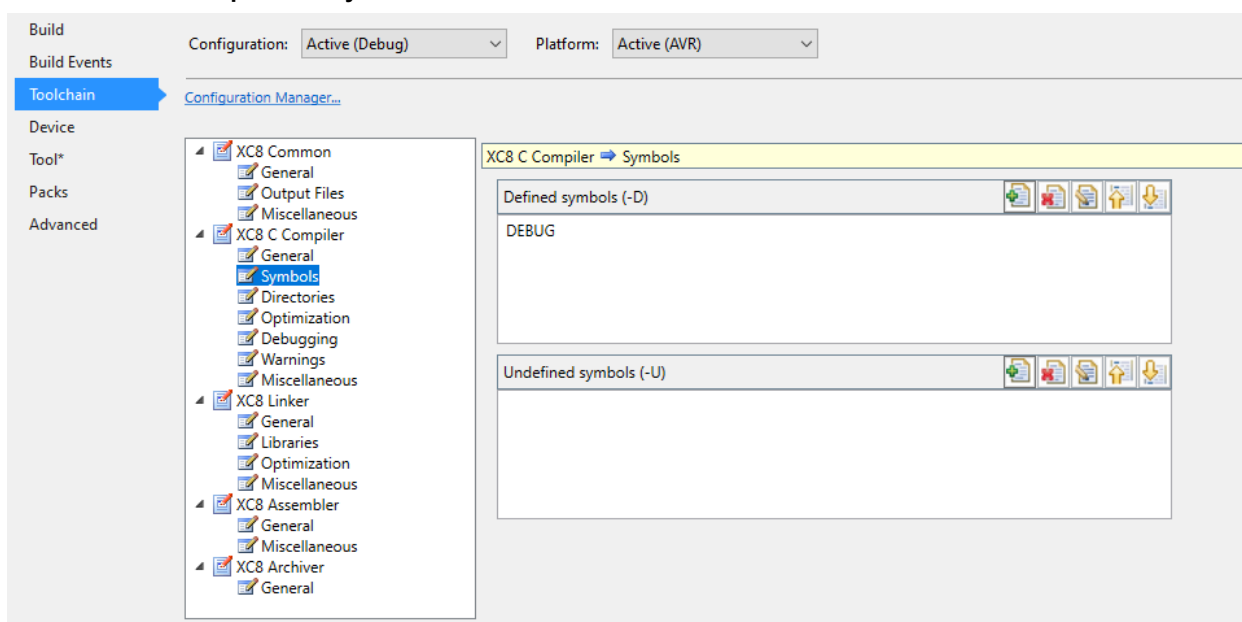 Build
Build Events
Toolchain
Device
Tool*
Packs
Advanced
Configuration: Active (Debug) Platform: Active (AVR)
Configuration Manager...
XC8 Common
General
Output Files
Miscellaneous
XC8 C Compiler
General
Symbols
Directories
Optimization
Debugging
Warnings
Miscellaneous
XC8 Linker
General
Libraries
Optimization
Miscellaneous
XC8 Assembler
General
Miscellaneous
XC8 Archiver
General
XC8 C Compiler ➡ Symbols
Defined symbols (-D)
DEBUG
Undefined symbols (-U)